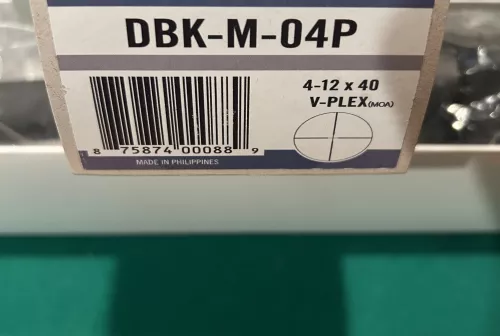 DBK-M-04P
4-12 x 40
V-PLEX(MOA)
8 75874 00088 9
MADE IN PHILIPPINES